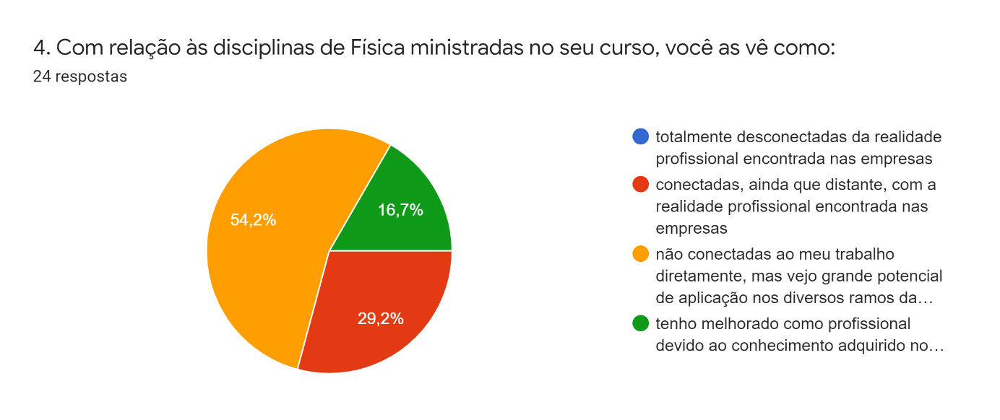 4. Com relação às disciplinas de Física ministradas no seu curso, você as vê como:
24 respostas
54,2%
16,7%
29,2%
totalmente desconectadas da realidade
profissional encontrada nas empresas
conectadas, ainda que distante, com a
realidade profissional encontrada nas
empresas
não conectadas ao meu trabalho
diretamente, mas vejo grande potencial
de aplicação nos diversos ramos da…
tenho melhorado como profissional
devido ao conhecimento adquirido no…